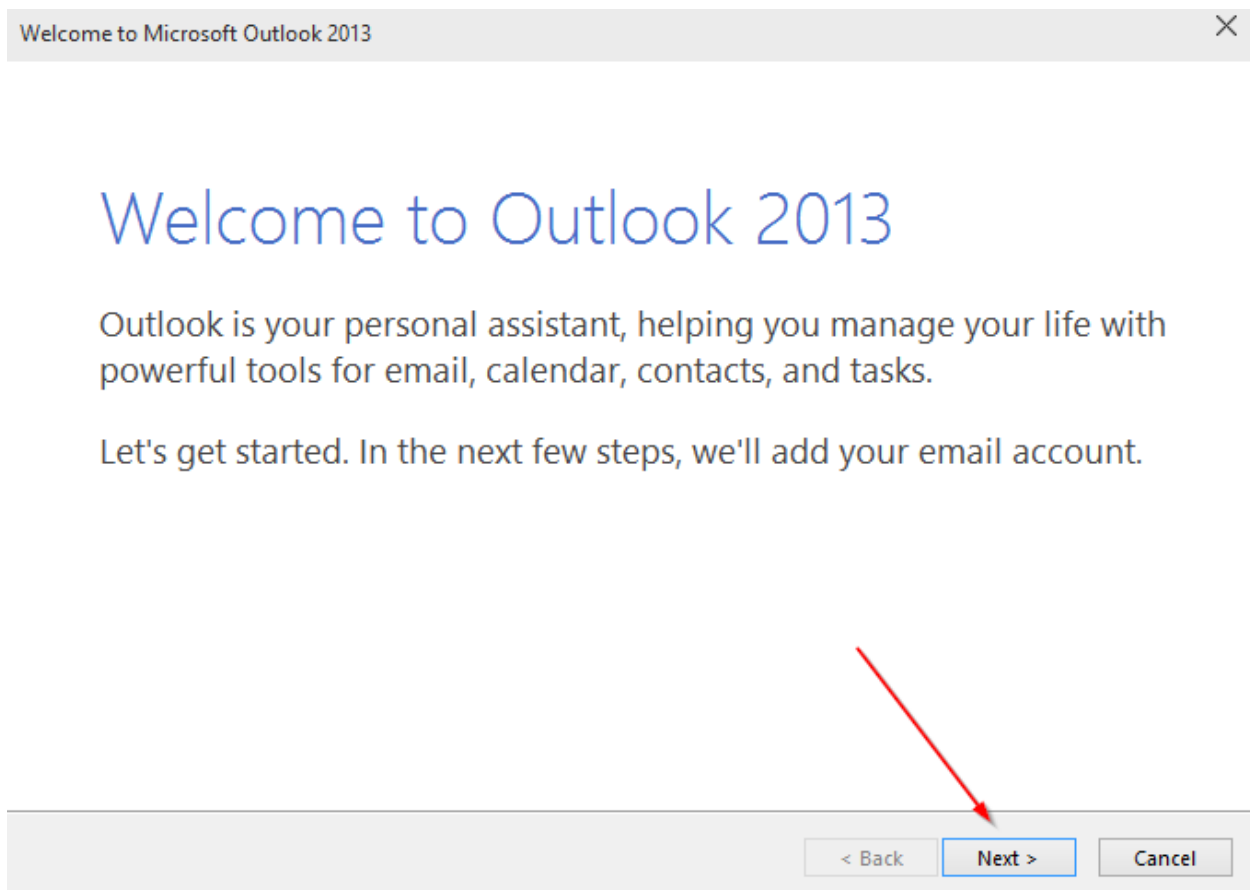 Welcome to Microsoft Outlook 2013
Welcome to Outlook 2013
Outlook is your personal assistant, helping you manage your life with
powerful tools for email, calendar, contacts, and tasks.
Let's get started. In the next few steps, we'll add your email account.
< Back Next > Cancel